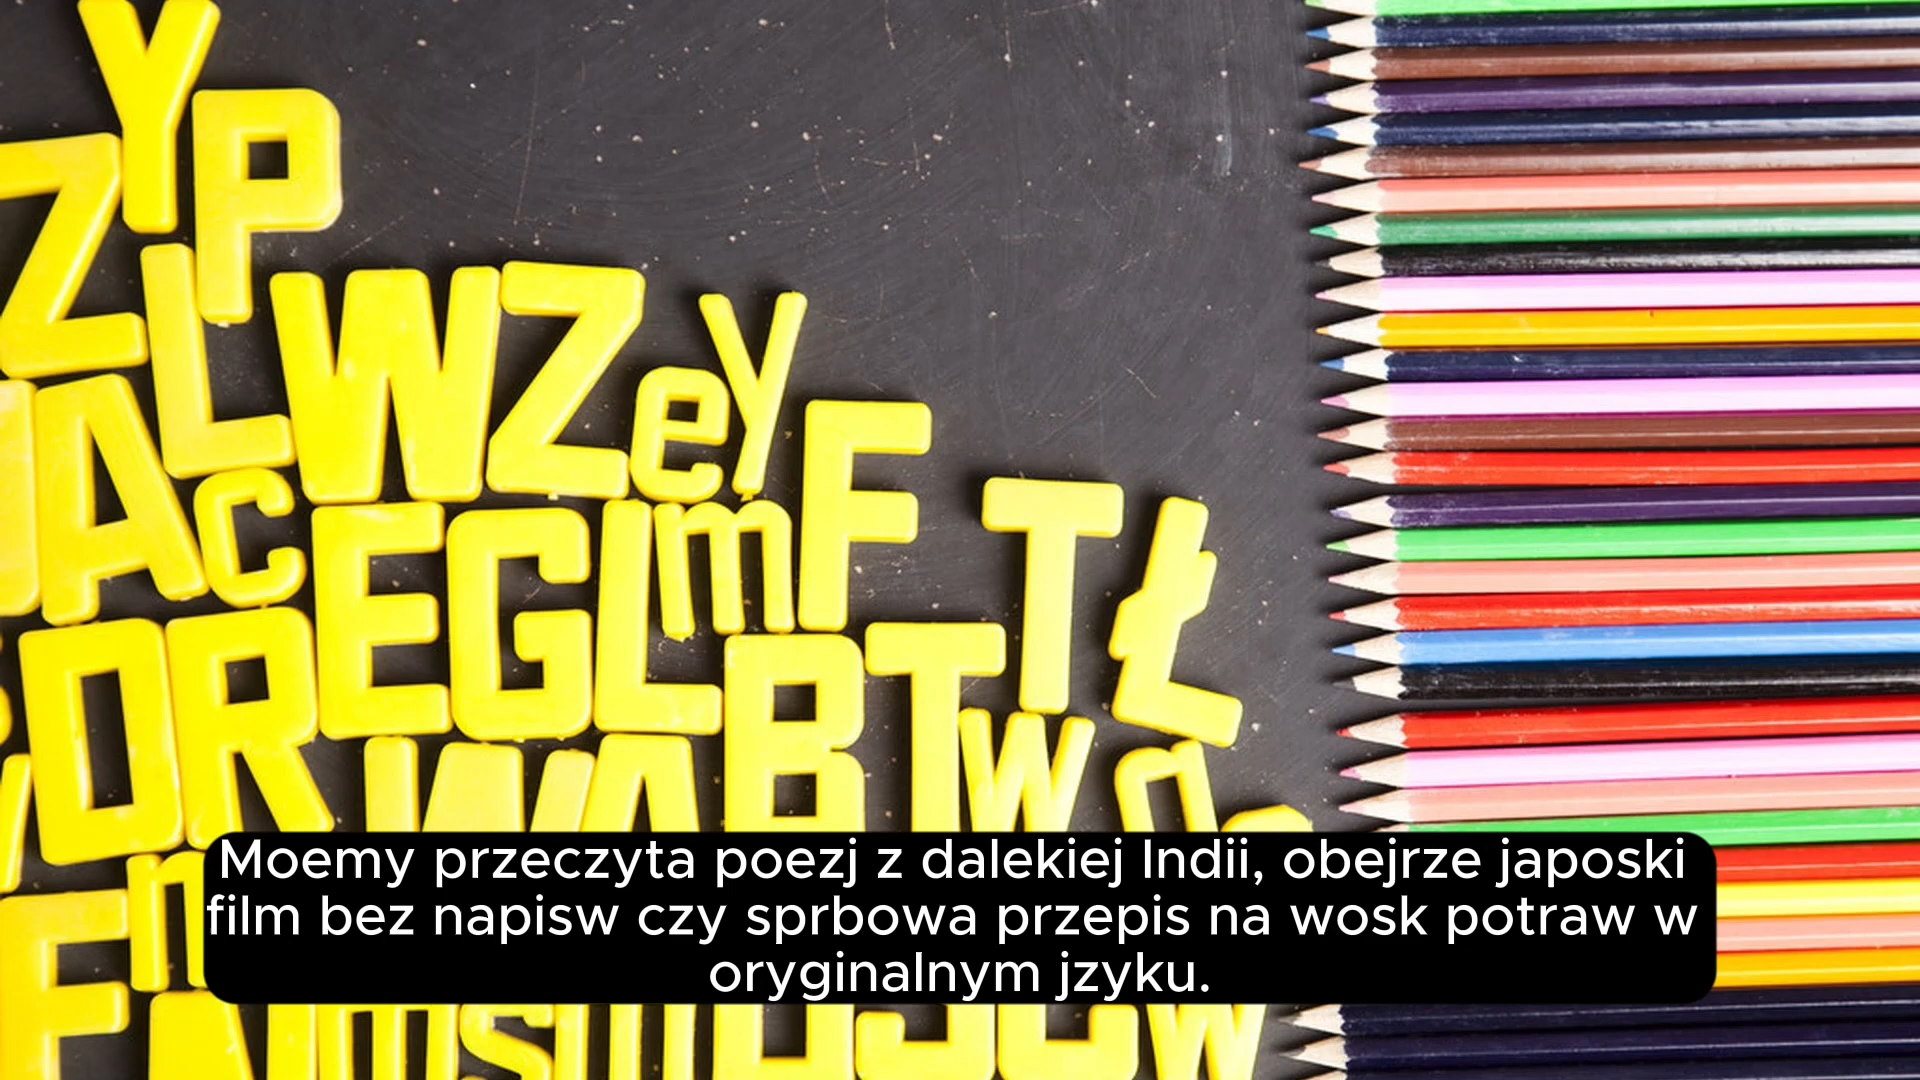 Y
Z P
L W Z e y
A c F
E G L m T Ł
O R B T
W A w
n
F
m s
Moemy przeczyta poezj z dalekiej Indii, obejrze japoski
film bez napisw czy sprbowa przepis na wosk potraw w
oryginalnym jzyku.